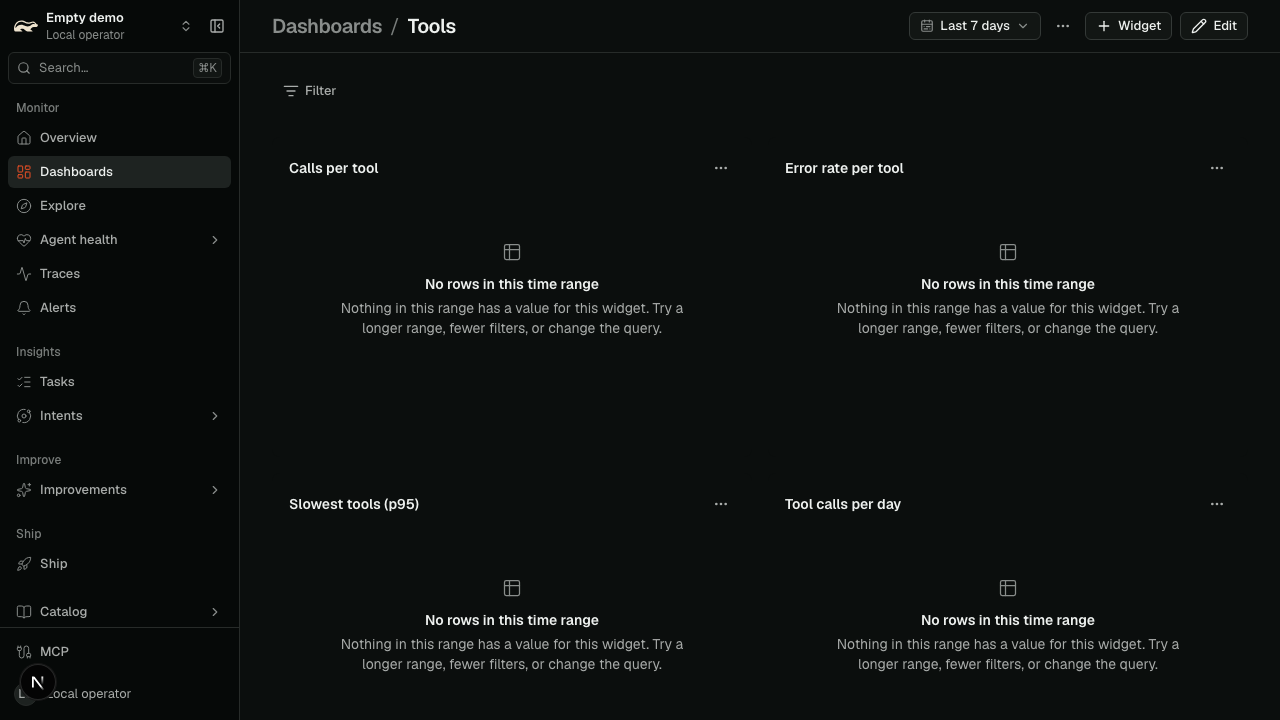 Empty demo
Local operator
Search...
⌘K
Monitor
Overview
Dashboards
Explore
Agent health
Traces
Alerts
Insights
Tasks
Intents
Improve
Improvements
Ship
Ship
Catalog
MCP
N
Local operator
Dashboards / Tools
Last 7 days
Widget
Edit
Filter
Calls per tool
No rows in this time range
Nothing in this range has a value for this widget. Try a
longer range, fewer filters, or change the query.
Error rate per tool
No rows in this time range
Nothing in this range has a value for this widget. Try a
longer range, fewer filters, or change the query.
Slowest tools (p95)
No rows in this time range
Nothing in this range has a value for this widget. Try a
longer range, fewer filters, or change the query.
Tool calls per day
No rows in this time range
Nothing in this range has a value for this widget. Try a
longer range, fewer filters, or change the query.